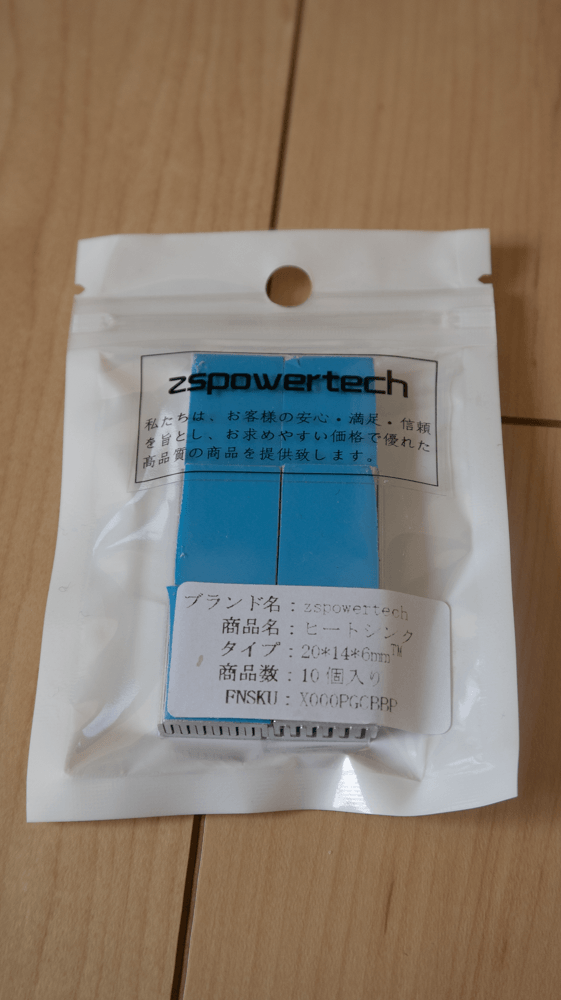 zspowertech
私たちは、お客様の安心・満足・信頼
を旨とし、お求めやすい価格で優れた
高品質の商品を提供致します。
ブランド名：zspowertech
商品名：ヒートシンク
タイプ：20*14*6mm™
商品数：10個入り
FNSKU：X000PGCBBP